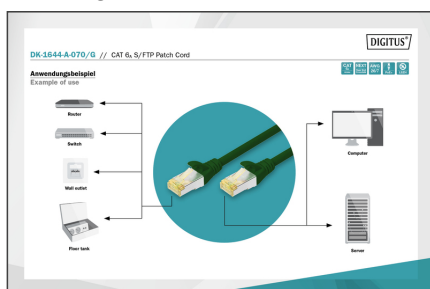 DIGITUS®
DK-1644-A-070/G // CAT 6A S/FTP Patch Cord
Anwendungsbeispiel
Example of use
Router
Switch
Wall outlet
Floor tank
Computer
Server